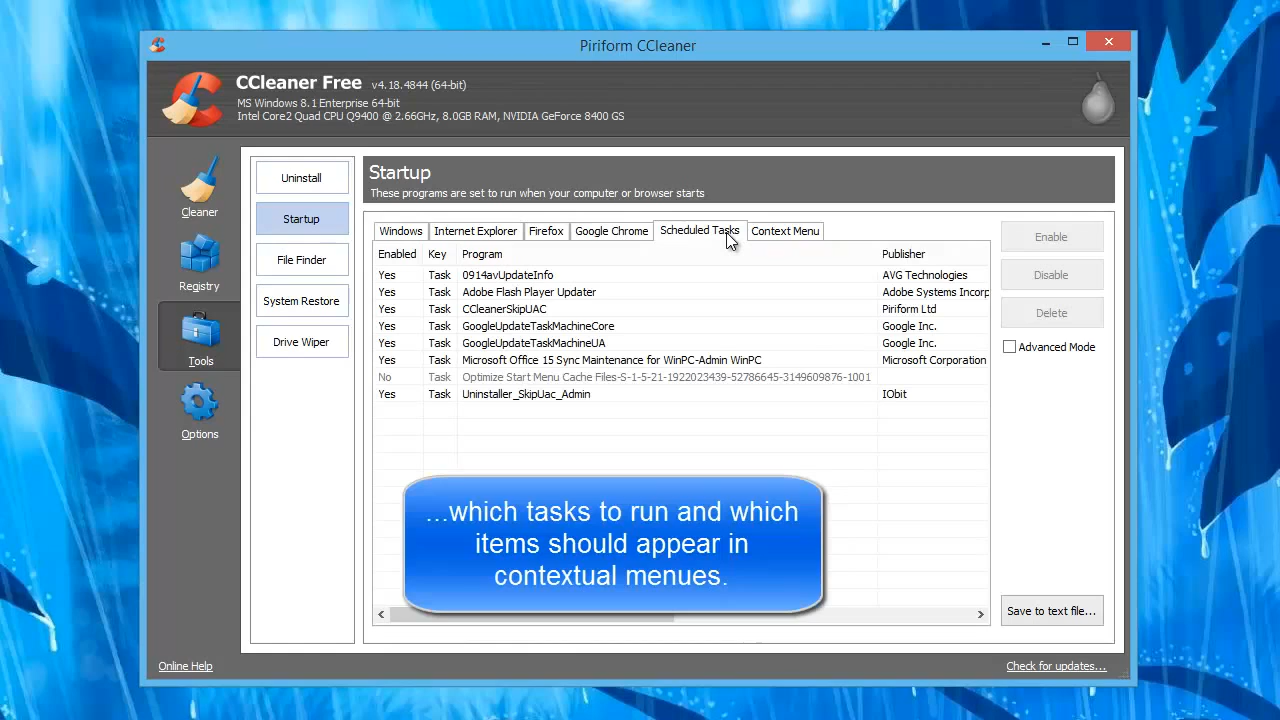 Piriform CCleaner
CCleaner Free v4.18.4844 (64-bit)
MS Windows 8.1 Enterprise 64-bit
Intel Core2 Quad CPU Q9400 @ 2.66GHz, 8.0GB RAM, NVIDIA GeForce 8400 GS
Cleaner
Registry
Tools
Options
Uninstall
Startup
File Finder
System Restore
Drive Wiper
Startup
These programs are set to run when your computer or browser starts
Windows Internet Explorer Firefox Google Chrome Scheduled Tasks Context Menu
Enabled Key Program Publisher
Yes Task 0914avUpdateInfo AVG Technologies
Yes Task Adobe Flash Player Updater Adobe Systems Incorp
Yes Task CCleanerSkipUAC Piriform Ltd
Yes Task GoogleUpdateTaskMachineCore Google Inc.
Yes Task GoogleUpdateTaskMachineUA Google Inc.
Yes Task Microsoft Office 15 Sync Maintenance for WinPC-Admin WinPC Microsoft Corporation
No Task Optimize Start Menu Cache Files-S-1-5-21-1922023439-52786645-3149609876-1001
Yes Task Uninstaller_SkipUac_Admin IObit
Enable
Disable
Delete
Advanced Mode
...which tasks to run and which
items should appear in
contextual menues.
Save to text file...
Online Help
Check for updates...